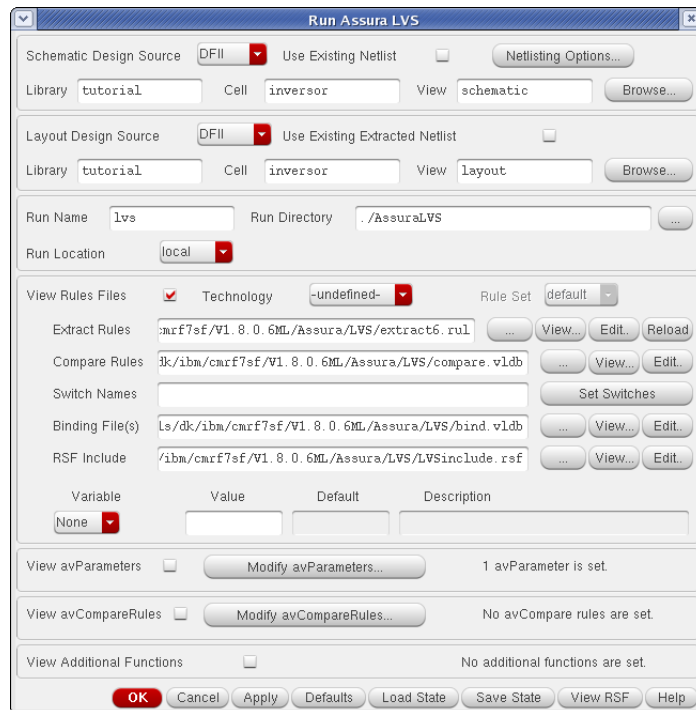 Run Assura LVS
Schematic Design Source DFII Use Existing Netlist Netlisting Options...
Library tutorial Cell inversor View schematic Browse...
Layout Design Source DFII Use Existing Extracted Netlist
Library tutorial Cell inversor View layout Browse...
Run Name lvs Run Directory ./AssuraLVS ...
Run Location local
View Rules Files Technology -undefined- Rule Set default
Extract Rules :mrf7sf/V1.8.0.6ML/Assura/LVS/extract6.rul ... View... Edit.. Reload
Compare Rules dk/ibm/cmrf7sf/V1.8.0.6ML/Assura/LVS/compare.vldb ... View... Edit..
Switch Names Set Switches
Binding File(s) ls/dk/ibm/cmrf7sf/V1.8.0.6ML/Assura/LVS/bind.vldb ... View... Edit..
RSF Include /ibm/cmrf7sf/V1.8.0.6ML/Assura/LVS/LVSinclude.rsf ... View... Edit..
Variable Value Default Description
None
View avParameters Modify avParameters... 1 avParameter is set.
View avCompareRules Modify avCompareRules... No avCompare rules are set.
View Additional Functions No additional functions are set.
OK Cancel Apply Defaults Load State Save State View RSF Help